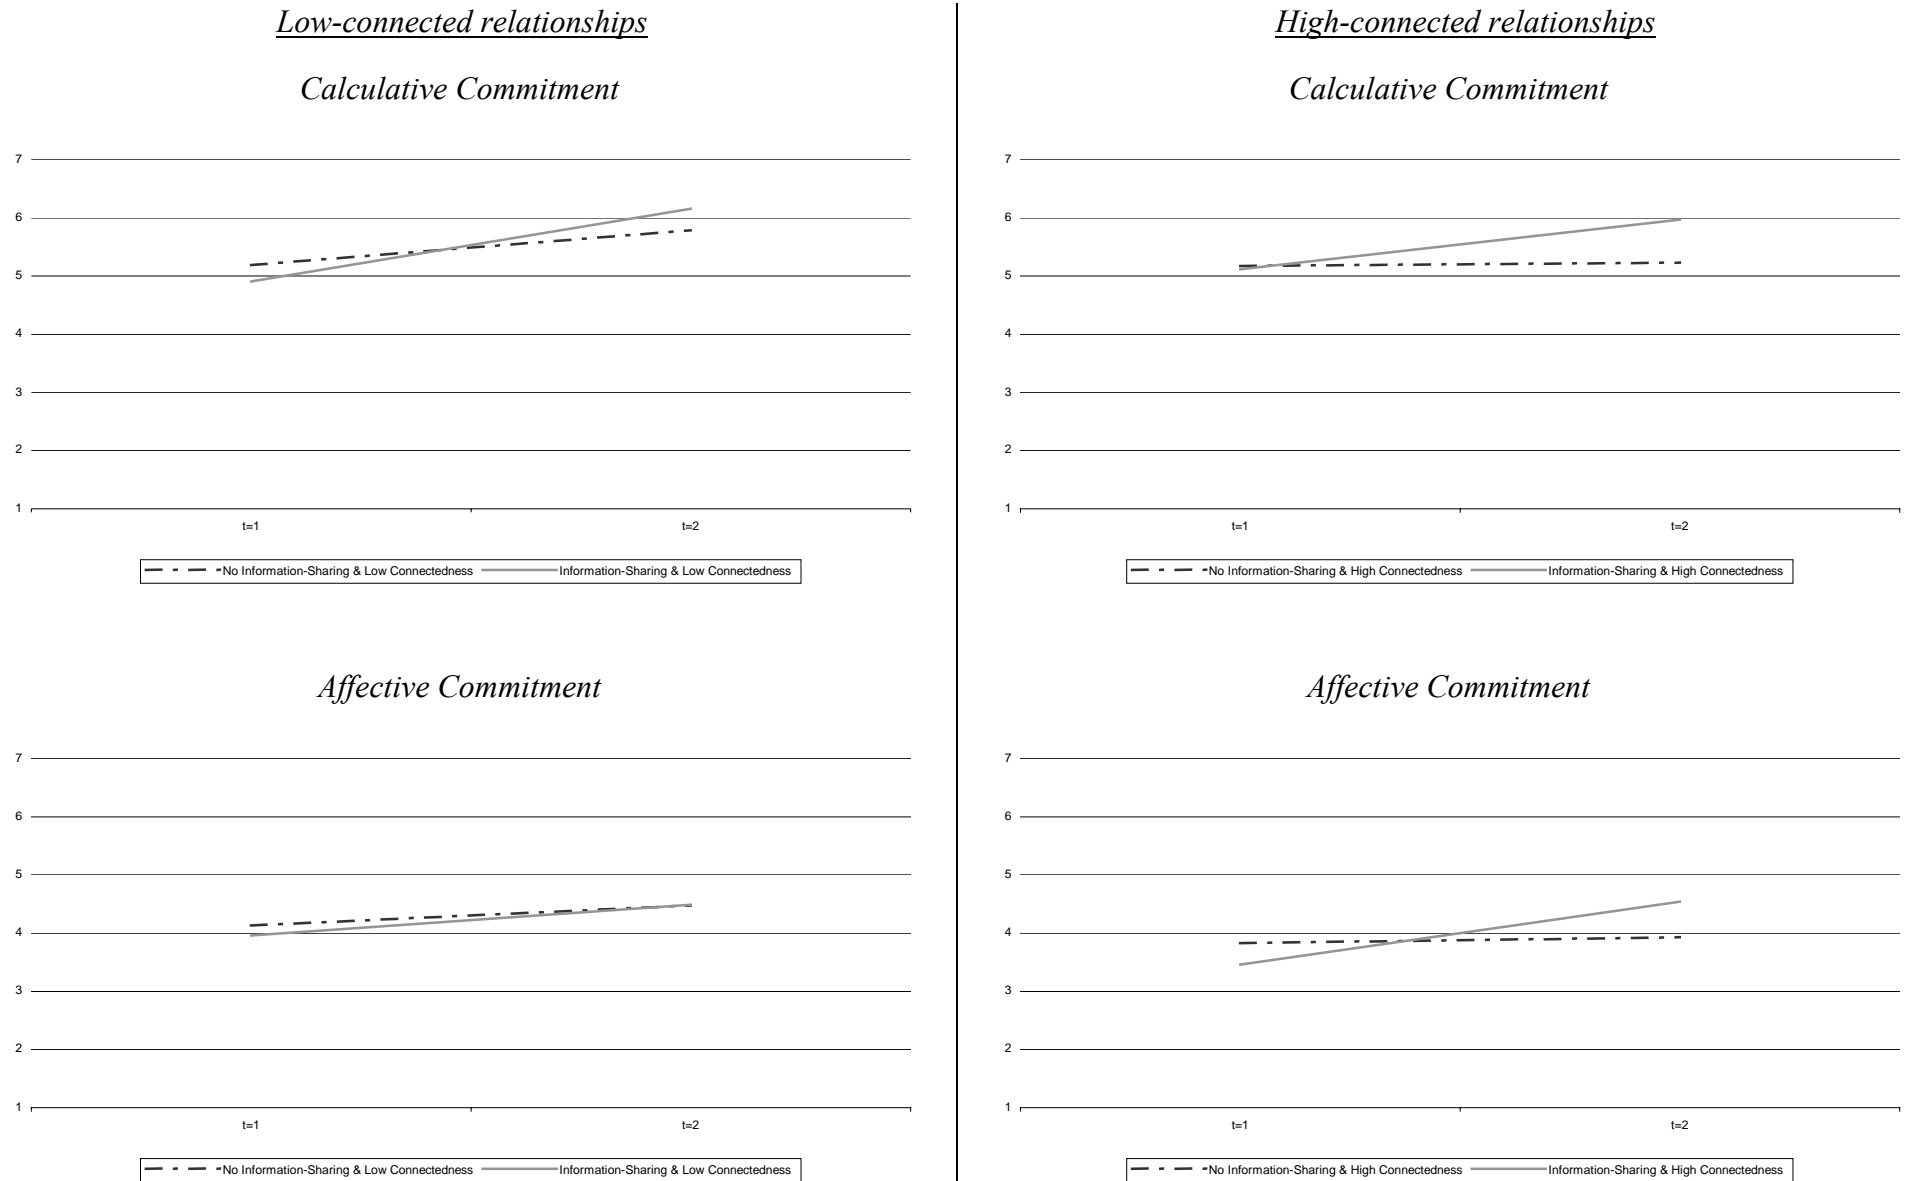 Low-connected relationships
Calculative Commitment
7
6
5
4
3
2
1
t=1 t=2
No Information-Sharing & Low Connectedness Information-Sharing & Low Connectedness
Affective Commitment
7
6
5
4
3
2
1
t=1 t=2
No Information-Sharing & Low Connectedness Information-Sharing & Low Connectedness
High-connected relationships
Calculative Commitment
7
6
5
4
3
2
1
t=1 t=2
No Information-Sharing & High Connectedness Information-Sharing & High Connectedness
Affective Commitment
7
6
5
4
3
2
1
t=1 t=2
No Information-Sharing & High Connectedness Information-Sharing & High Connectedness